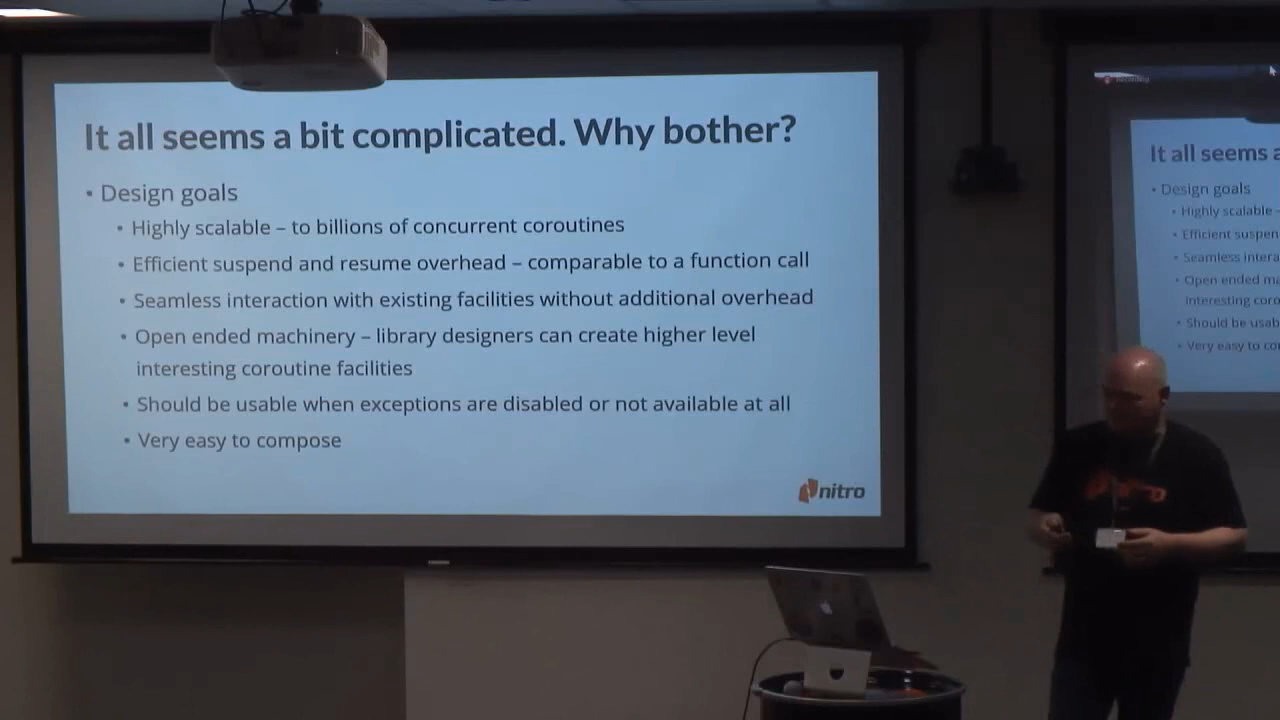 It all seems a bit complicated. Why bother?
• Design goals
• Highly scalable – to billions of concurrent coroutines
• Efficient suspend and resume overhead – comparable to a function call
• Seamless interaction with existing facilities without additional overhead
• Open ended machinery – library designers can create higher level
interesting coroutine facilities
• Should be usable when exceptions are disabled or not available at all
• Very easy to compose
nitro
It all seems
• Design goals
• Highly scalable
• Efficient suspen
• Seamless intera
• Open ended ma
interesting coro
• Should be usab
• Very easy to co